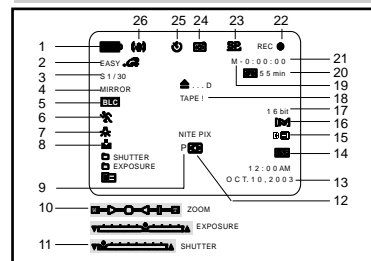 26 25 24 23 22
1 REC
2 EASY M - 0 : 0 0 : 0 0 21
3 S 1 / 30 5 5 min 20
4 MIRROR ... D 19
5 BLC TAPE ! 18
6 1 6 bit 17
7 16
8 NITE PIX 15
SHUTTER P 14
EXPOSURE
9 1 2 : 0 0 AM
O C T. 1 0 , 2 0 0 3 13
12
10 ZOOM
EXPOSURE
11 SHUTTER